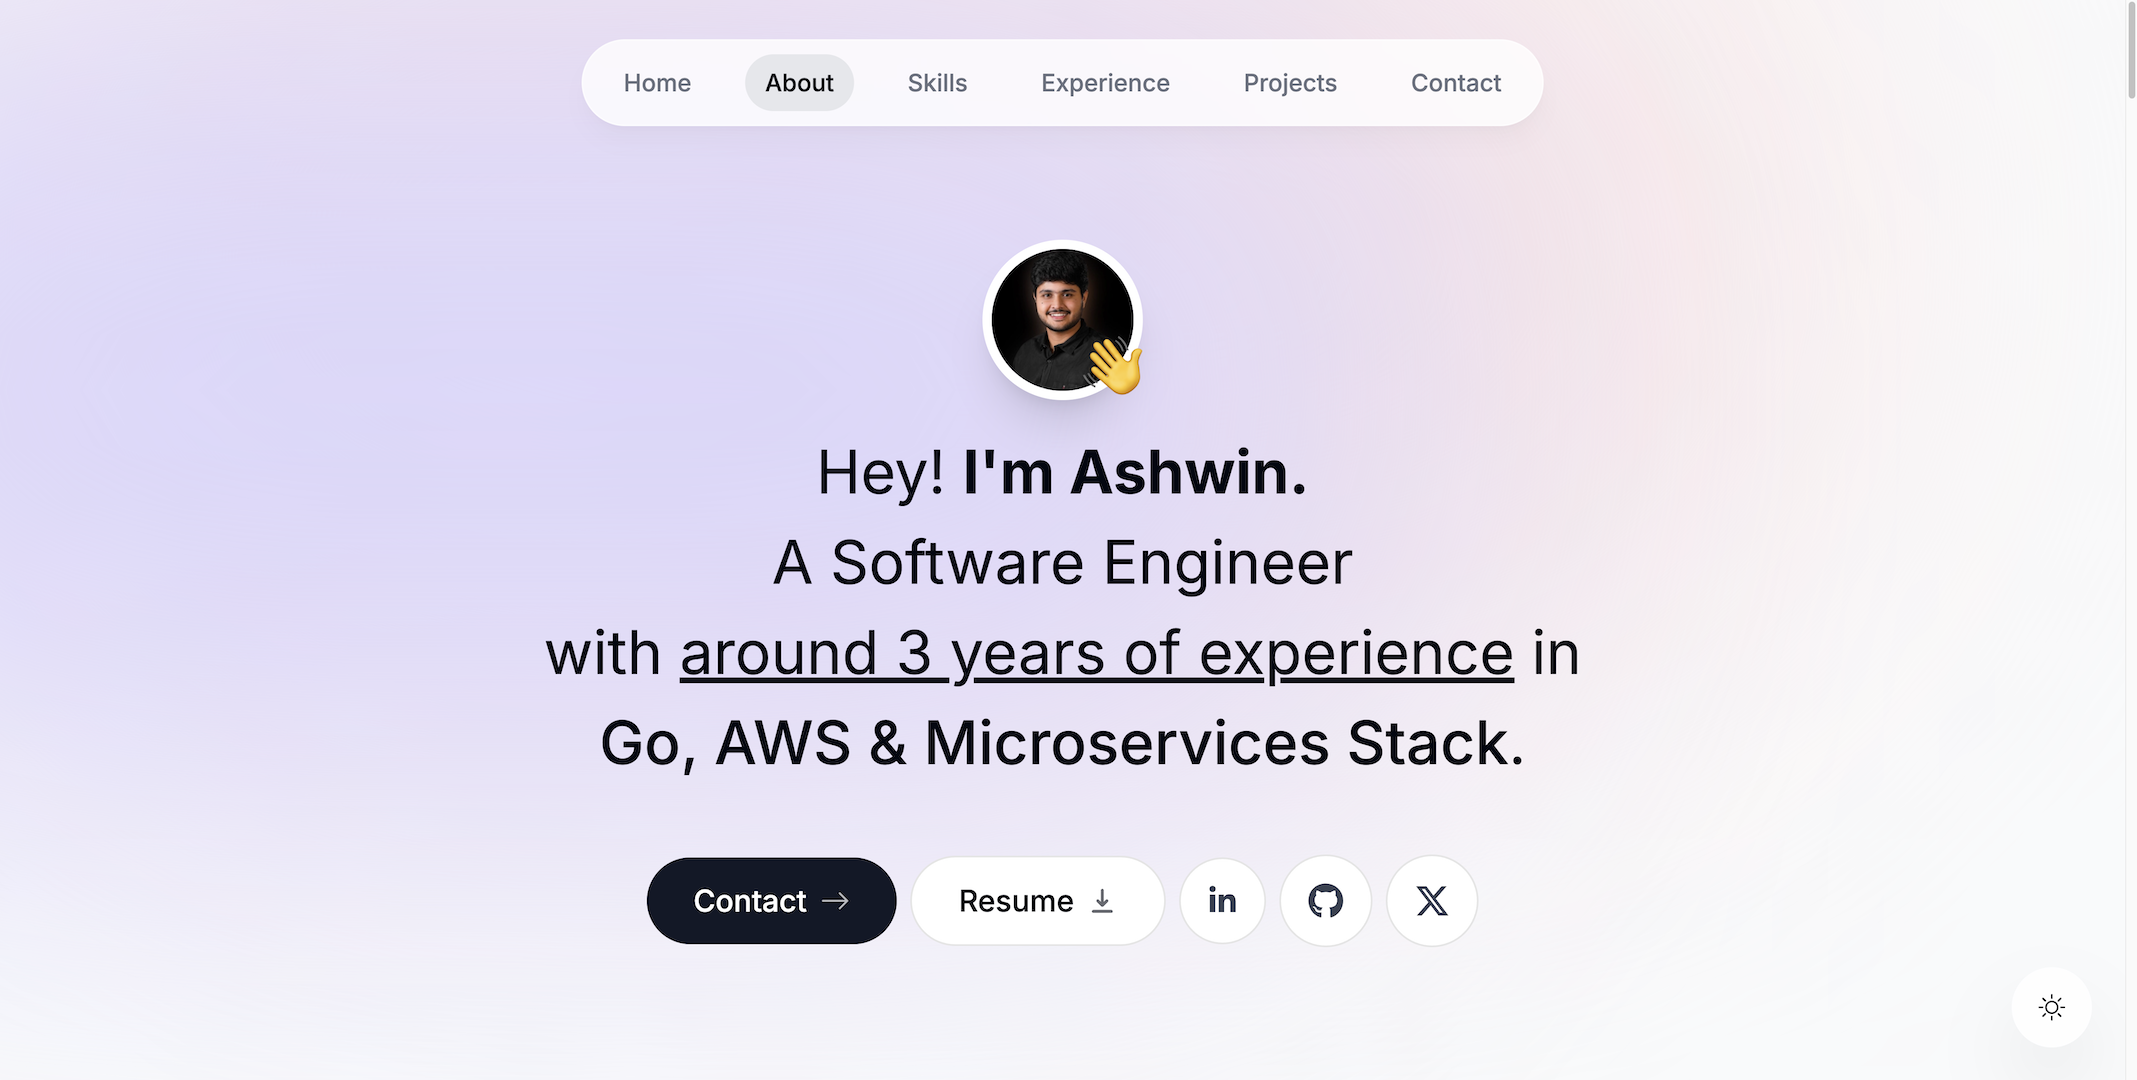 Home About Skills Experience Projects Contact
Hey! I'm Ashwin.
A Software Engineer
with around 3 years of experience in
Go, AWS & Microservices Stack.
Contact Resume in X